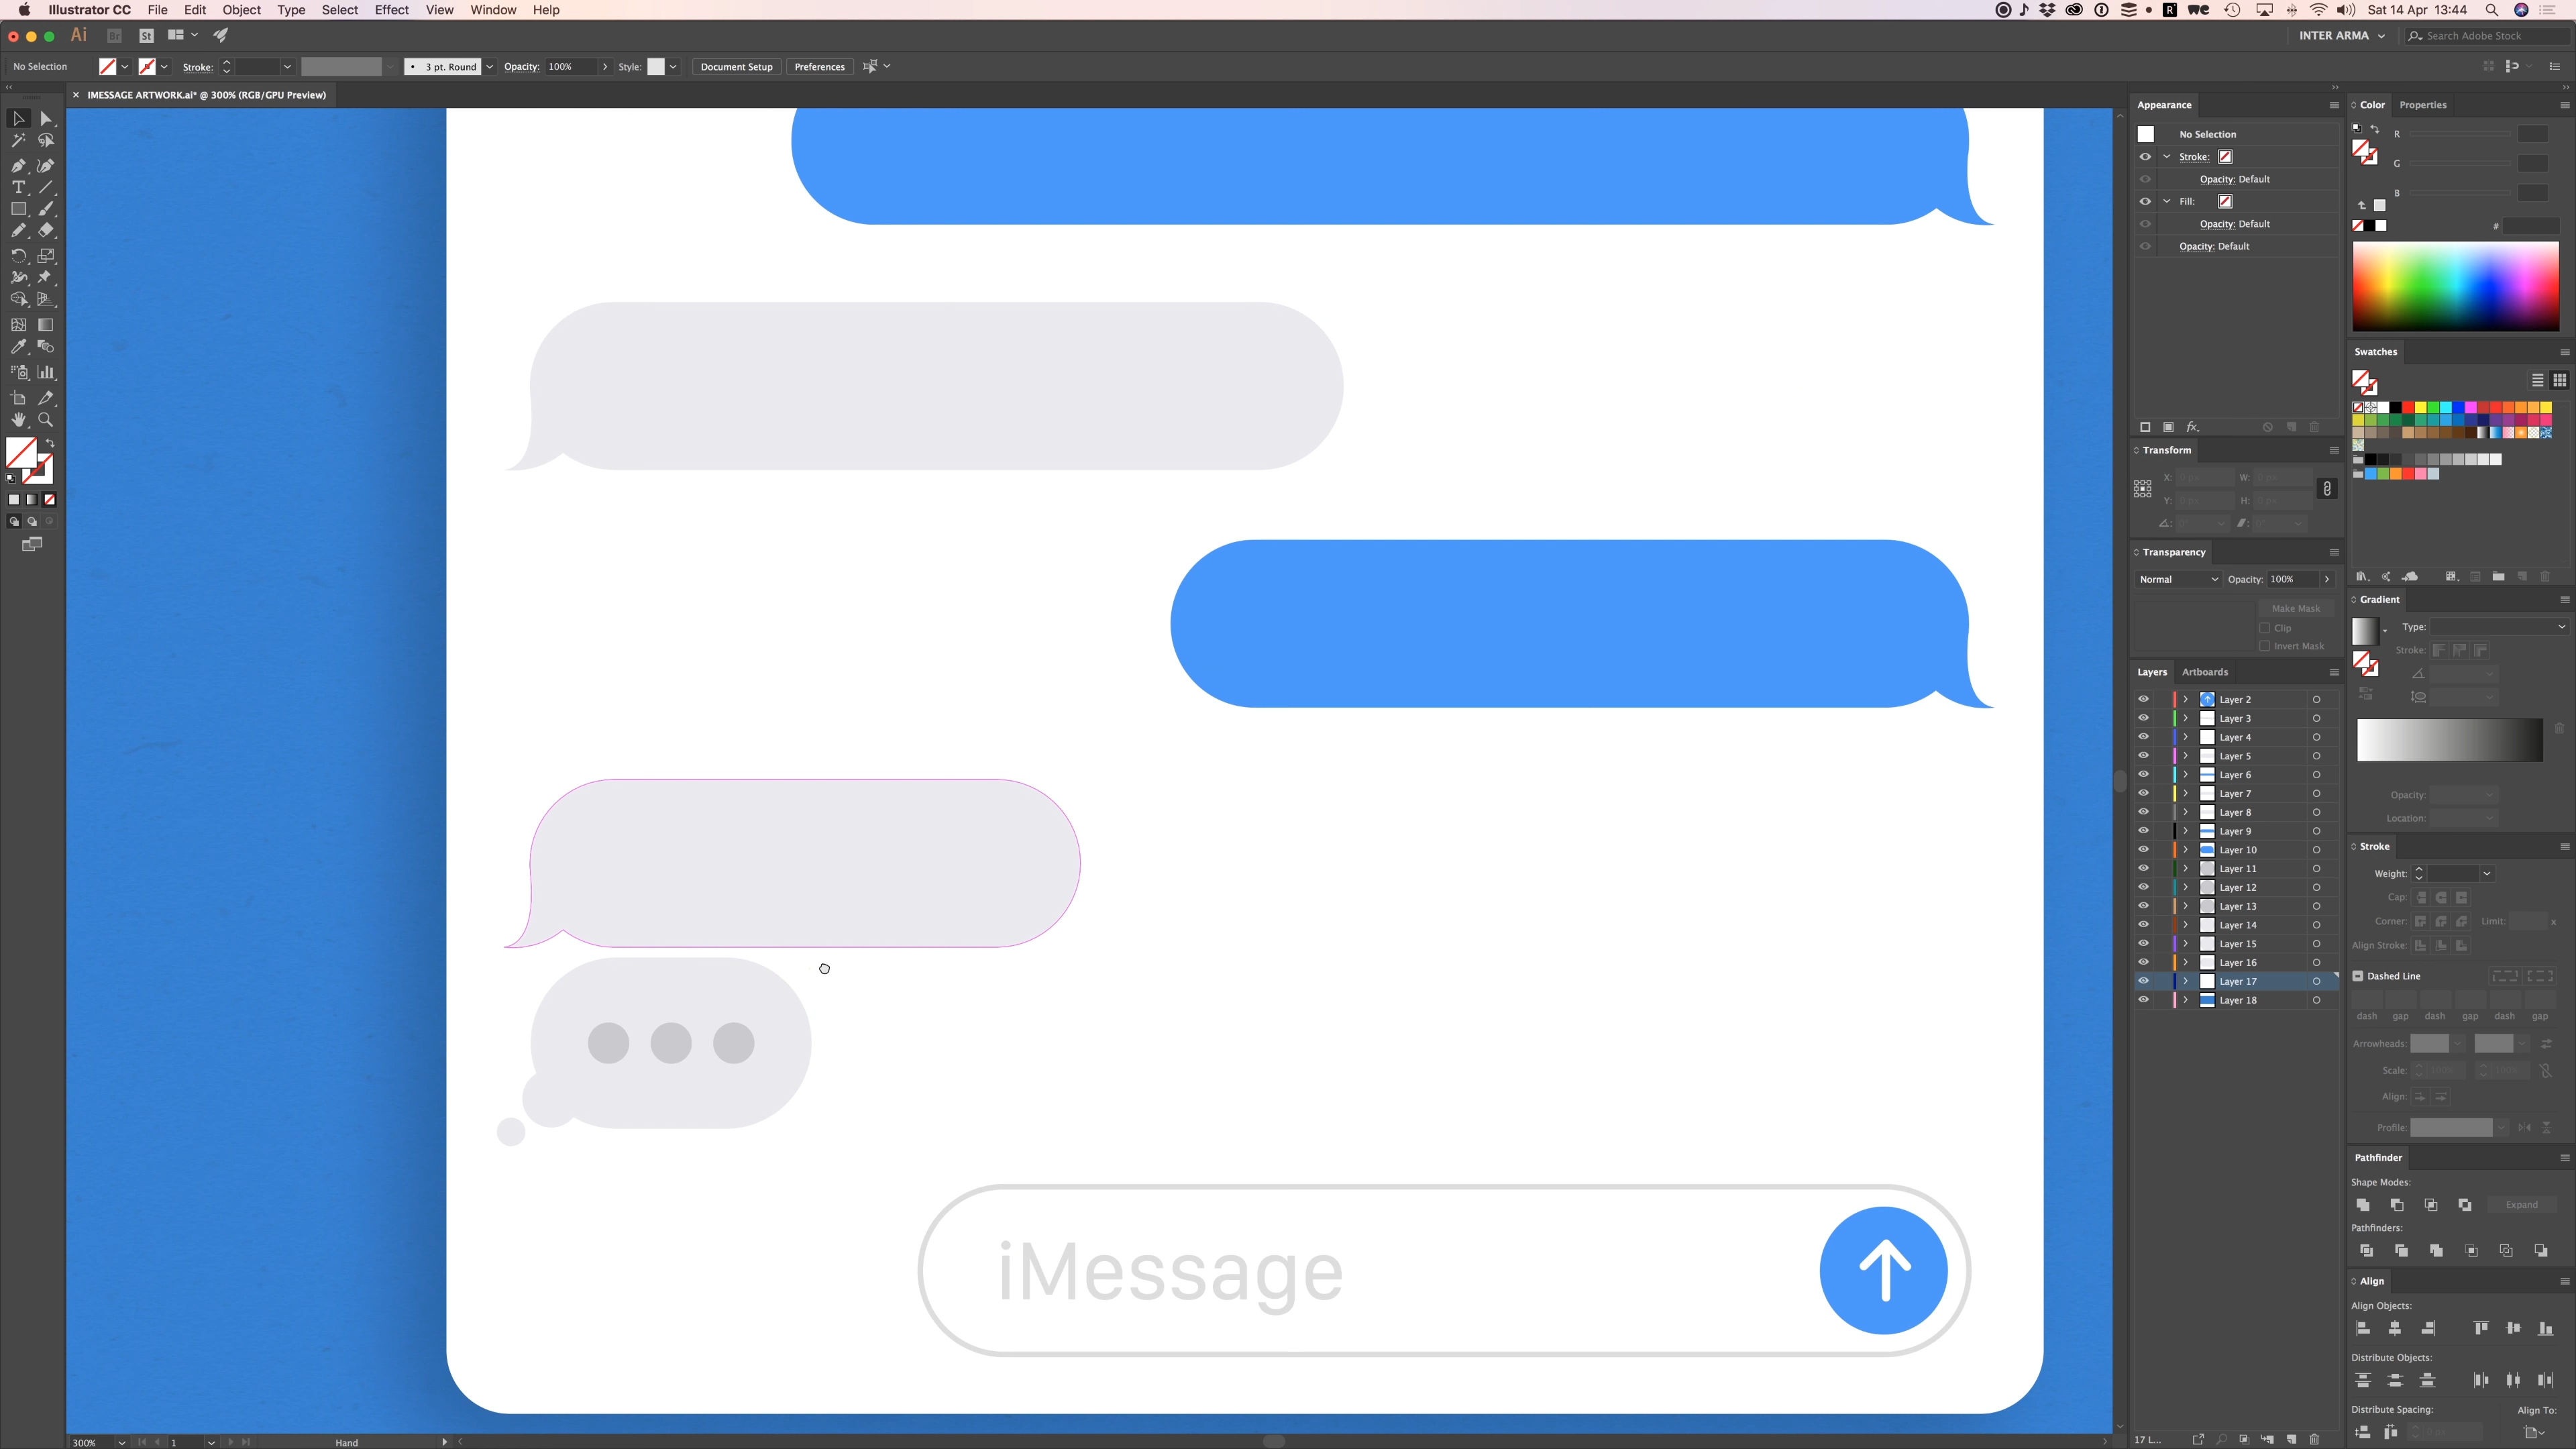 Illustrator CC File Edit Object Type Select Effect View Window Help
Sat 14 Apr 13:44
Ai Br St
INTER ARMA
Search Adobe Stock
No Selection
Stroke:
3 pt. Round
Opacity: 100%
Style:
Document Setup
Preferences
× IMESSAGE ARTWORK.ai* @ 300% (RGB/GPU Preview)
iMessage
300%
1
Hand
Appearance
No Selection
Stroke:
Opacity: Default
Fill:
Opacity: Default
Opacity: Default
fx
Transform
X:
W:
Y:
H:
Transparency
Normal
Opacity: 100%
Make Mask
Clip
Invert Mask
Layers Artboards
Layer 2
Layer 3
Layer 4
Layer 5
Layer 6
Layer 7
Layer 8
Layer 9
Layer 10
Layer 11
Layer 12
Layer 13
Layer 14
Layer 15
Layer 16
Layer 17
Layer 18
17 L...
Color Properties
R
G
B
#
Swatches
Gradient
Type:
Stroke:
Opacity:
Location:
Stroke
Weight:
Cap:
Corner:
Limit:
x
Align Stroke:
Dashed Line
dash gap dash gap dash gap
Arrowheads:
Scale:
Align:
Profile:
Pathfinder
Shape Modes:
Expand
Pathfinders:
Align
Align Objects:
Distribute Objects:
Distribute Spacing:
Align To: